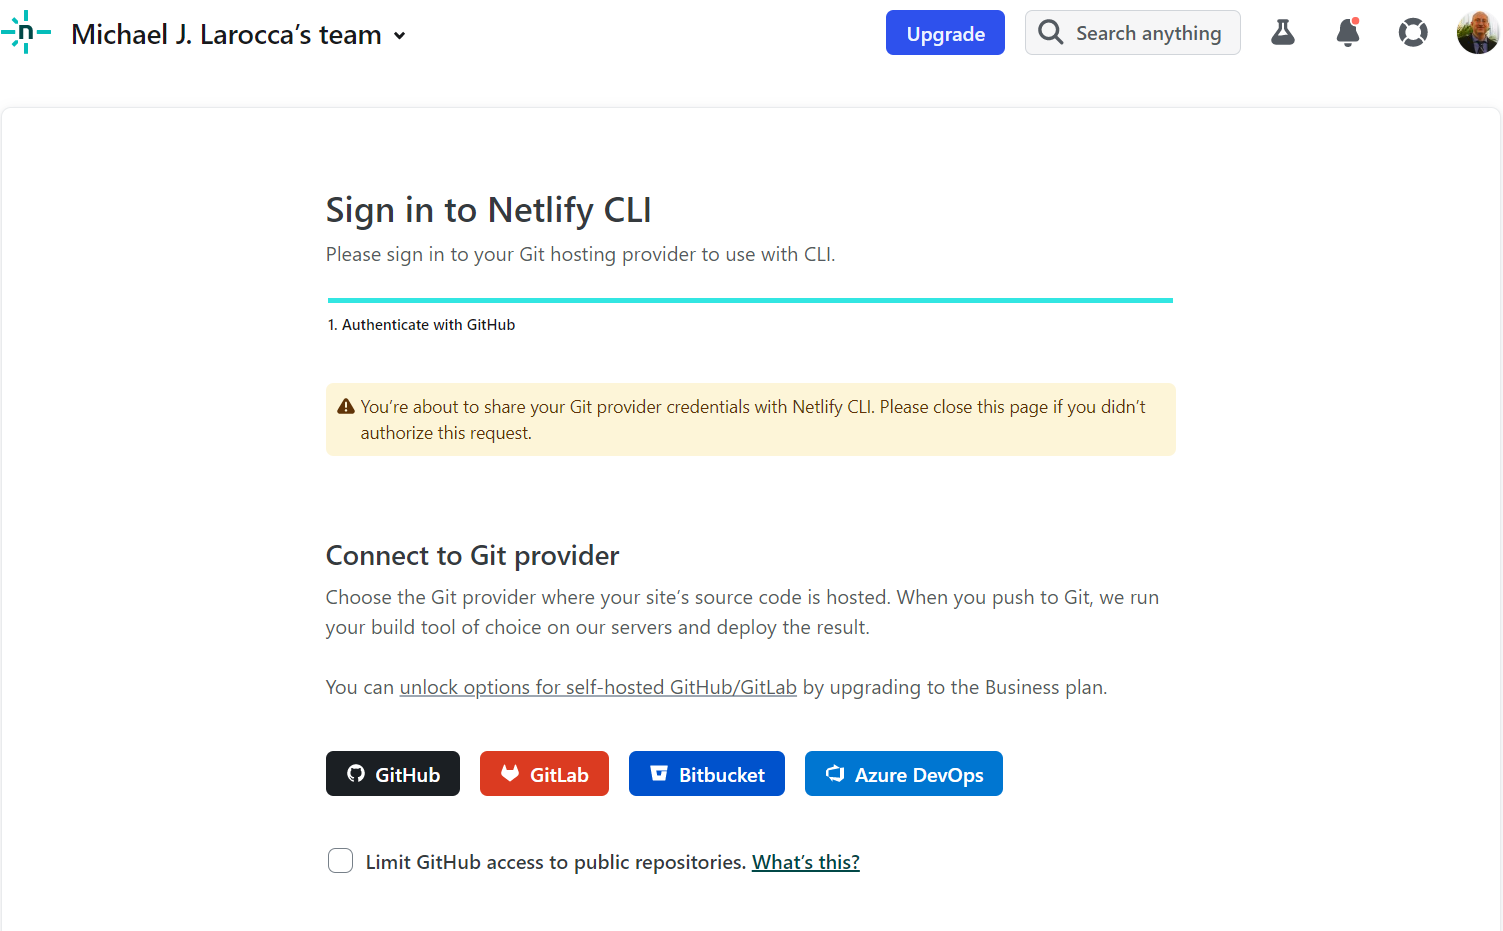 n
Michael J. Larocca’s team
Upgrade
Search anything
Sign in to Netlify CLI
Please sign in to your Git hosting provider to use with CLI.
1. Authenticate with GitHub
You’re about to share your Git provider credentials with Netlify CLI. Please close this page if you didn’t
authorize this request.
Connect to Git provider
Choose the Git provider where your site’s source code is hosted. When you push to Git, we run
your build tool of choice on our servers and deploy the result.
You can unlock options for self-hosted GitHub/GitLab by upgrading to the Business plan.
GitHub
GitLab
Bitbucket
Azure DevOps
Limit GitHub access to public repositories. What’s this?